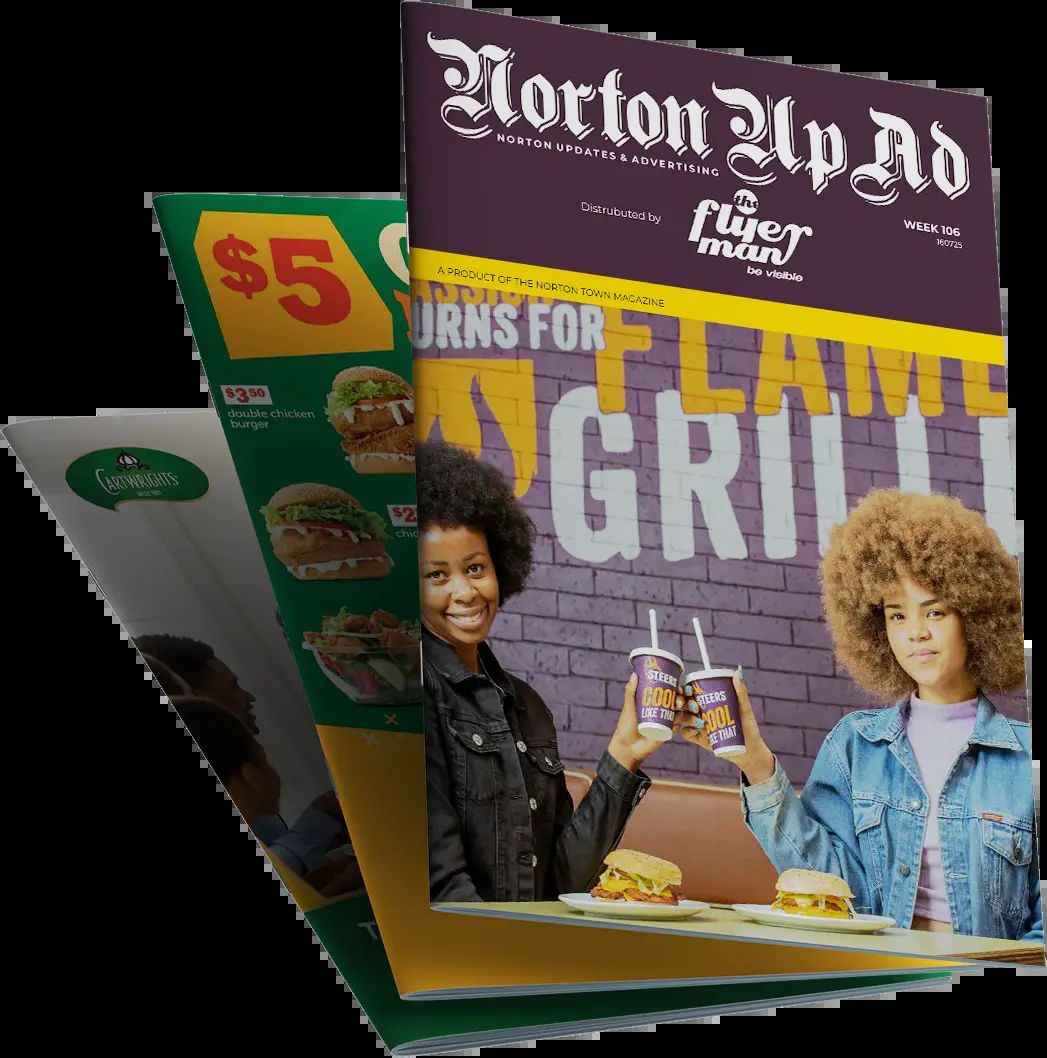 Norton Up Ad
NORTON UPDATES & ADVERTISING
Distrubuted by
the
flyer
man
be visible
WEEK 106
160725
A PRODUCT OF THE NORTON TOWN MAGAZINE
URNS FOR
FLAME
GRILL
STEERS
COOL
LIKE THAT
STEERS
COOL
LIKE THAT
$5
$3 50
double chicken
burger
$2
chic
CARTWRIGHTS